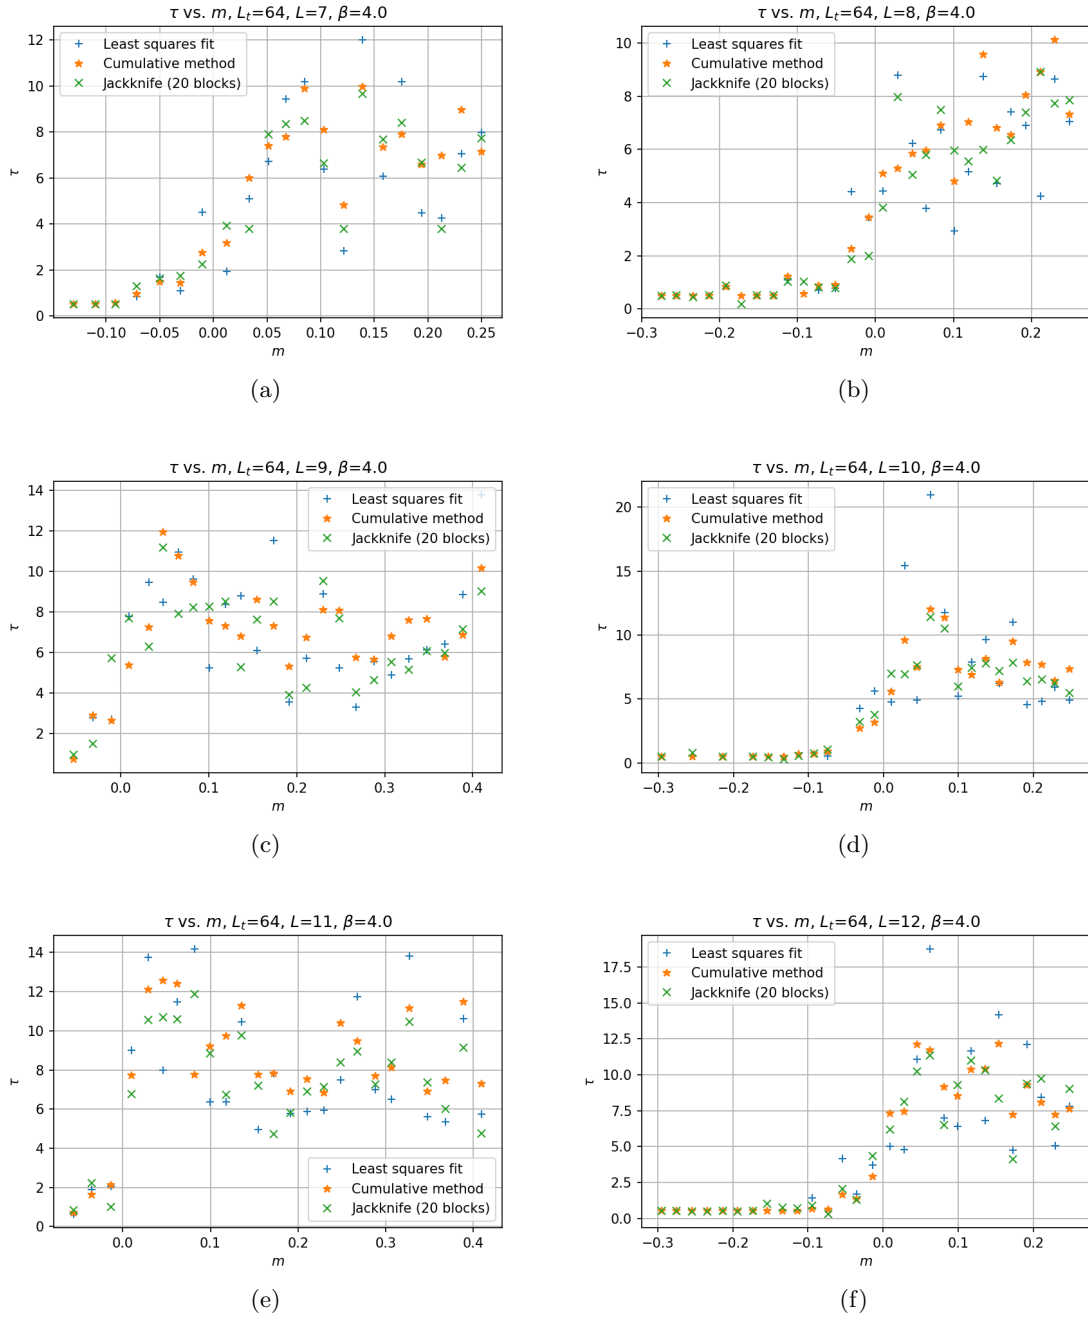 τ vs. m, L_t=64, L=7, β=4.0
12
10
8
6
4
2
0
τ
Least squares fit
Cumulative method
Jackknife (20 blocks)
−0.10 −0.05 0.00 0.05 0.10 0.15 0.20 0.25
m
(a)
τ vs. m, L_t=64, L=8, β=4.0
10
8
6
4
2
0
τ
Least squares fit
Cumulative method
Jackknife (20 blocks)
−0.3 −0.2 −0.1 0.0 0.1 0.2
m
(b)
τ vs. m, L_t=64, L=9, β=4.0
14
12
10
8
6
4
2
τ
Least squares fit
Cumulative method
Jackknife (20 blocks)
0.0 0.1 0.2 0.3 0.4
m
(c)
τ vs. m, L_t=64, L=10, β=4.0
20
15
10
5
0
τ
Least squares fit
Cumulative method
Jackknife (20 blocks)
−0.3 −0.2 −0.1 0.0 0.1 0.2
m
(d)
τ vs. m, L_t=64, L=11, β=4.0
14
12
10
8
6
4
2
0
τ
Least squares fit
Cumulative method
Jackknife (20 blocks)
0.0 0.1 0.2 0.3 0.4
m
(e)
τ vs. m, L_t=64, L=12, β=4.0
17.5
15.0
12.5
10.0
7.5
5.0
2.5
0.0
τ
Least squares fit
Cumulative method
Jackknife (20 blocks)
−0.3 −0.2 −0.1 0.0 0.1 0.2
m
(f)